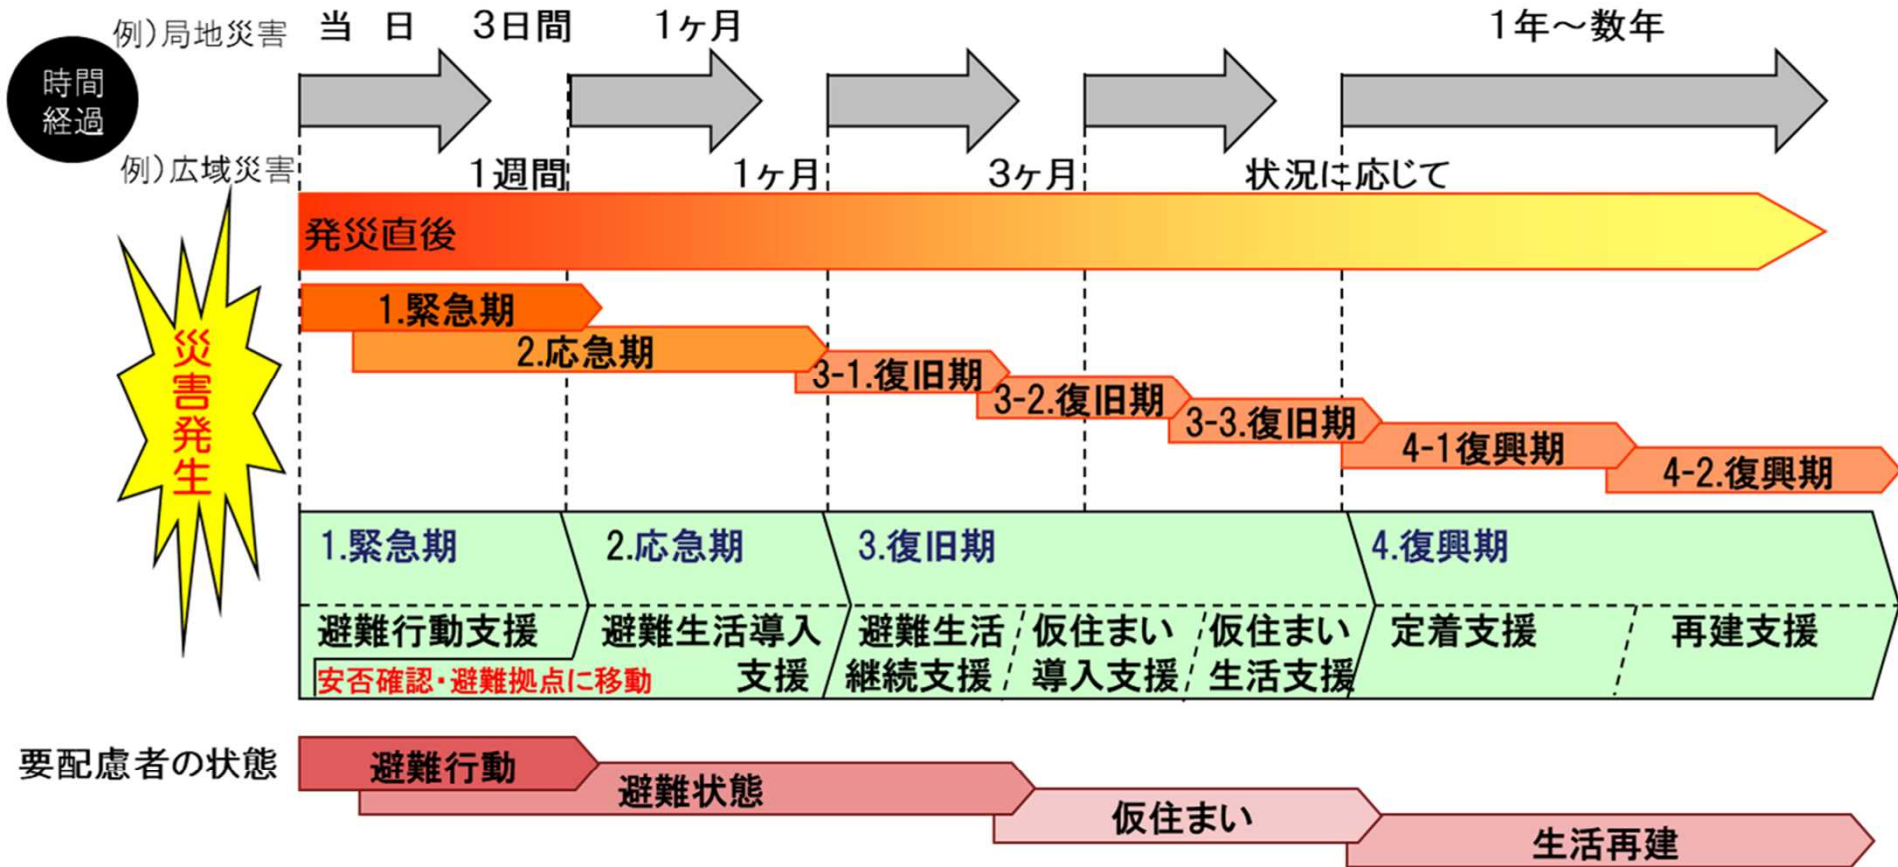 例）局地災害 当 日 3日間 1ヶ月 1年～数年
時間
経過
例）広域災害 1週間 1ヶ月 3ヶ月 状況に応じて
発災直後
災害発生
1.緊急期
2.応急期
3-1.復旧期
3-2.復旧期
3-3.復旧期
4-1復興期
4-2.復興期
1.緊急期 2.応急期 3.復旧期 4.復興期
避難行動支援
安否確認・避難拠点に移動
避難生活導入
支援
避難生活
継続支援
仮住まい
導入支援
仮住まい
生活支援
定着支援
再建支援
要配慮者の状態
避難行動
避難状態
仮住まい
生活再建